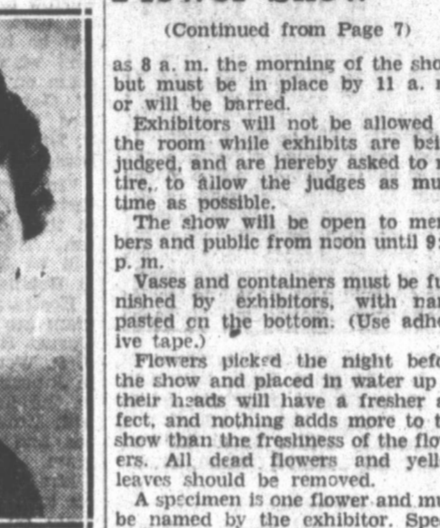 (Continued from Page 7)
as 8 a. m. the morning of the sho
but must be in place by 11 a. m
or will be barred.
Exhibitors will not be allowed
the room while exhibits are bei
judged, and are hereby asked to r
tire, to allow the judges as mu
time as possible.
The show will be open to mem
bers and public from noon until 9:
p. m.
Vases and containers must be fu
nished by exhibitors, with nam
pasted on the bottom. (Use adhe
ive tape.)
Flowers picked the night befo
the show and placed in water up
their heads will have a fresher a
fect, and nothing adds more to t
show than the freshness of the flow
ers. All dead flowers and yell
leaves should be removed.
A specimen is one flower and mu
be named by the exhibitor. Spe